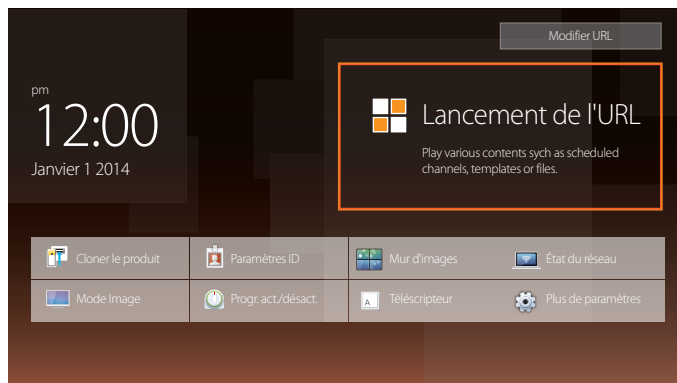 Modifier URL
pm
12:00
Janvier 1 2014
Lancement de l'URL
Play various contents sych as scheduled
channels, templates or files.
Cloner le produit
Paramètres ID
Mur d'images
État du réseau
Mode Image
Progr. act./désact.
A
Téléscripteur
Plus de paramètres